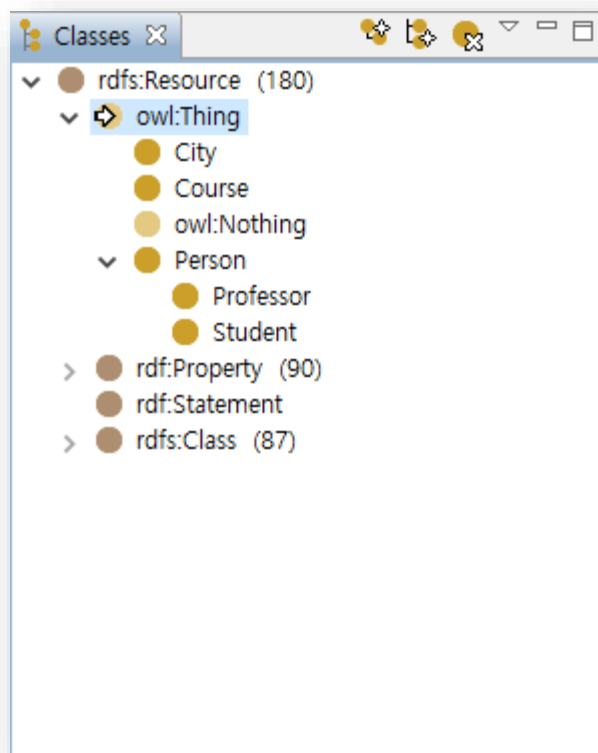 Classes
rdfs:Resource (180)
owl:Thing
City
Course
owl:Nothing
Person
Professor
Student
rdf:Property (90)
rdf:Statement
rdfs:Class (87)